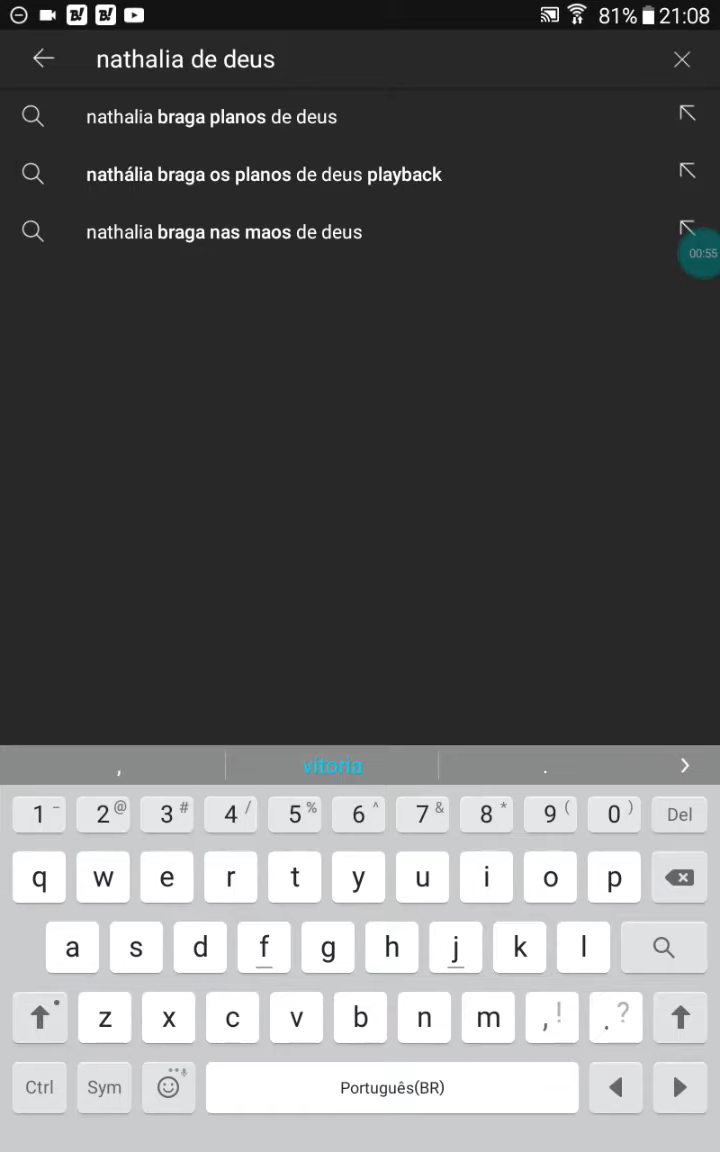 81% 21:08
nathalia de deus
nathalia braga planos de deus
nathália braga os planos de deus playback
nathalia braga nas maos de deus
00:55
, vitoria .
1 - 2 @ 3 # 4 / 5 % 6 ^ 7 & 8 * 9 ( 0 ) Del
q w e r t y u i o p
a s d f g h j k l
z x c v b n m , ! . ?
Ctrl Sym Português(BR)